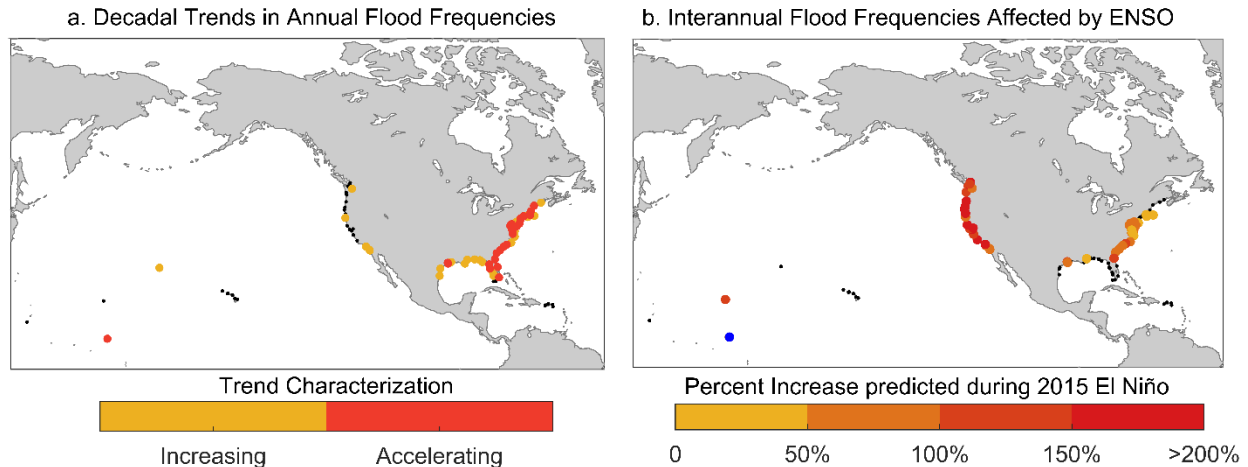 a. Decadal Trends in Annual Flood Frequencies
b. Interannual Flood Frequencies Affected by ENSO
Trend Characterization
Increasing Accelerating
Percent Increase predicted during 2015 El Niño
0 50% 100% 150% >200%